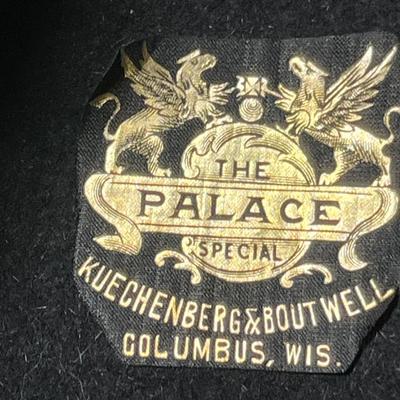 THE
PALACE
SPECIAL
KUECHENBERG & BOUTWELL
COLUMBUS, WIS.